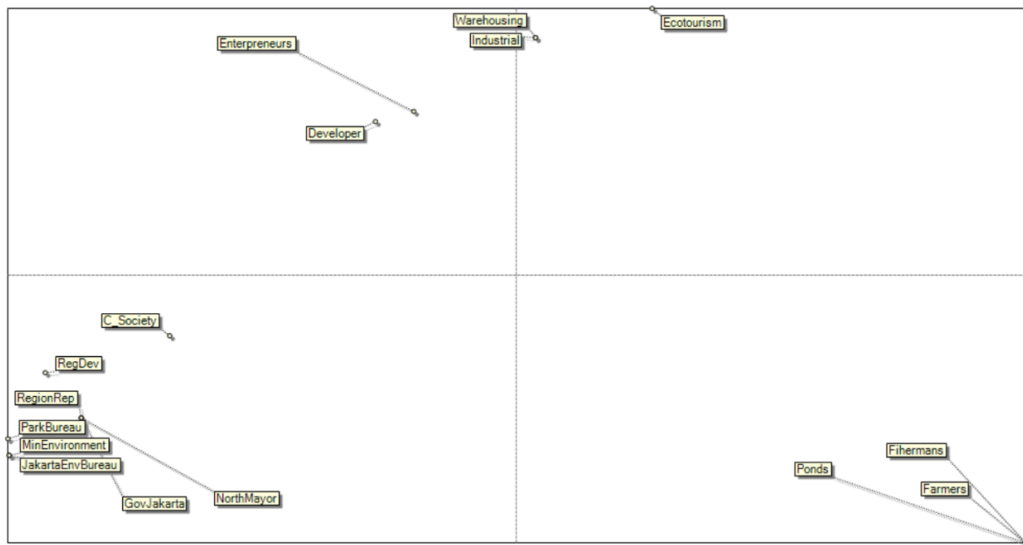 Warehousing
Ecotourism
Industrial
Enterpreneurs
Developer
C_Society
RegDev
RegionRep
ParkBureau
MinEnvironment
JakartaEnvBureau
GovJakarta
NorthMayor
Fihermans
Ponds
Farmers